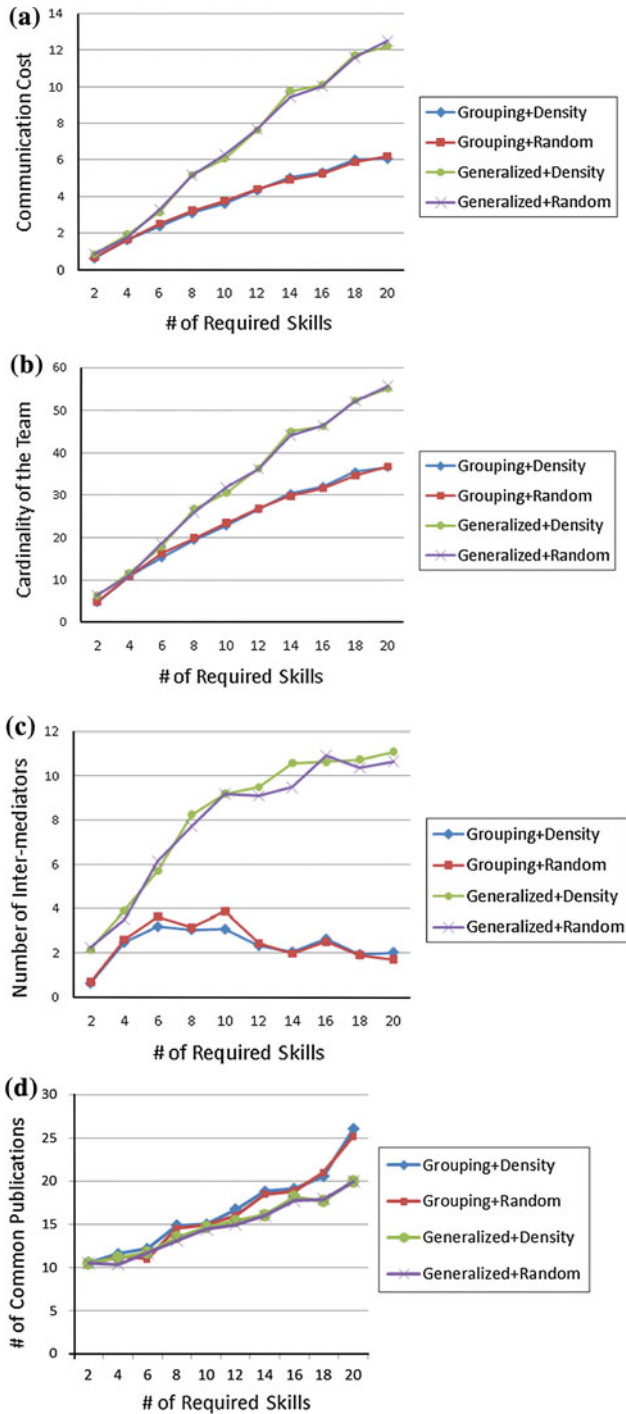 (a)
14
12
10
8
6
4
2
0
Communication Cost
2 4 6 8 10 12 14 16 18 20
# of Required Skills
Grouping+Density
Grouping+Random
Generalized+Density
Generalized+Random
(b)
60
50
40
30
20
10
0
Cardinality of the Team
2 4 6 8 10 12 14 16 18 20
# of Required Skills
Grouping+Density
Grouping+Random
Generalized+Density
Generalized+Random
(c)
12
10
8
6
4
2
0
Number of Inter-mediators
2 4 6 8 10 12 14 16 18 20
# of Required Skills
Grouping+Density
Grouping+Random
Generalized+Density
Generalized+Random
(d)
30
25
20
15
10
5
0
# of Common Publications
2 4 6 8 10 12 14 16 18 20
# of Required Skills
Grouping+Density
Grouping+Random
Generalized+Density
Generalized+Random